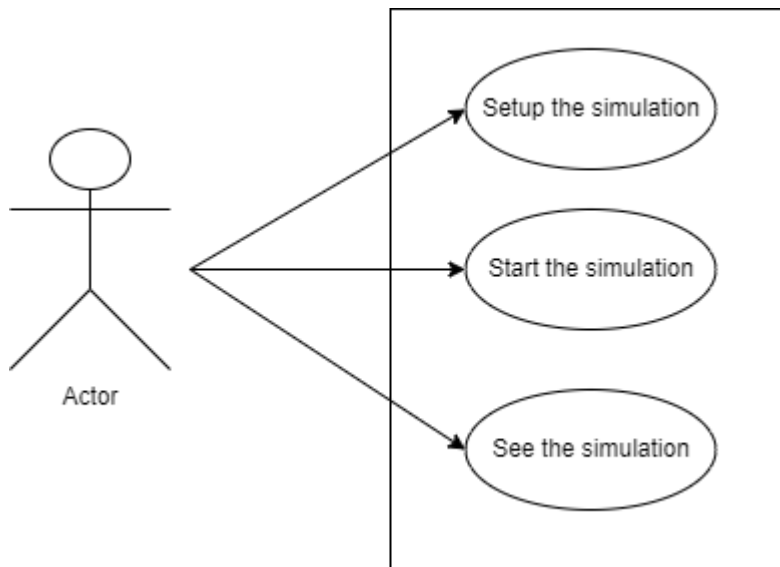 Setup the simulation
Start the simulation
Actor
See the simulation